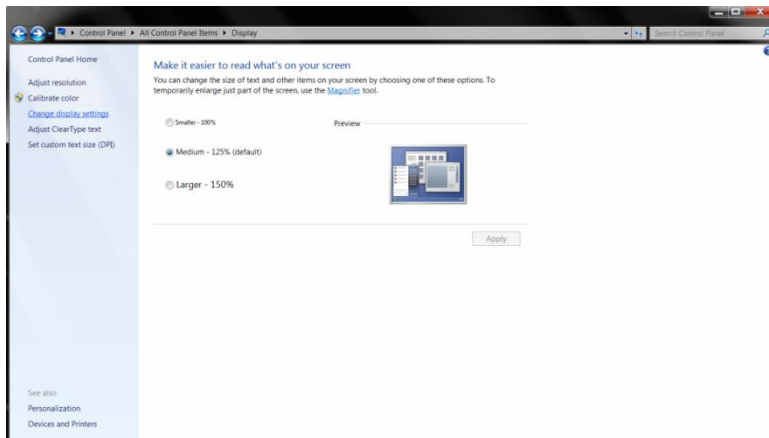 Control Panel ▸ All Control Panel Items ▸ Display
Search Control Panel
Control Panel Home
Adjust resolution
Calibrate color
Change display settings
Adjust ClearType text
Set custom text size (DPI)
Make it easier to read what's on your screen
You can change the size of text and other items on your screen by choosing one of these options. To
temporarily enlarge just part of the screen, use the Magnifier tool.
Smaller - 100%
Preview
Medium - 125% (default)
Larger - 150%
Apply
See also
Personalization
Devices and Printers